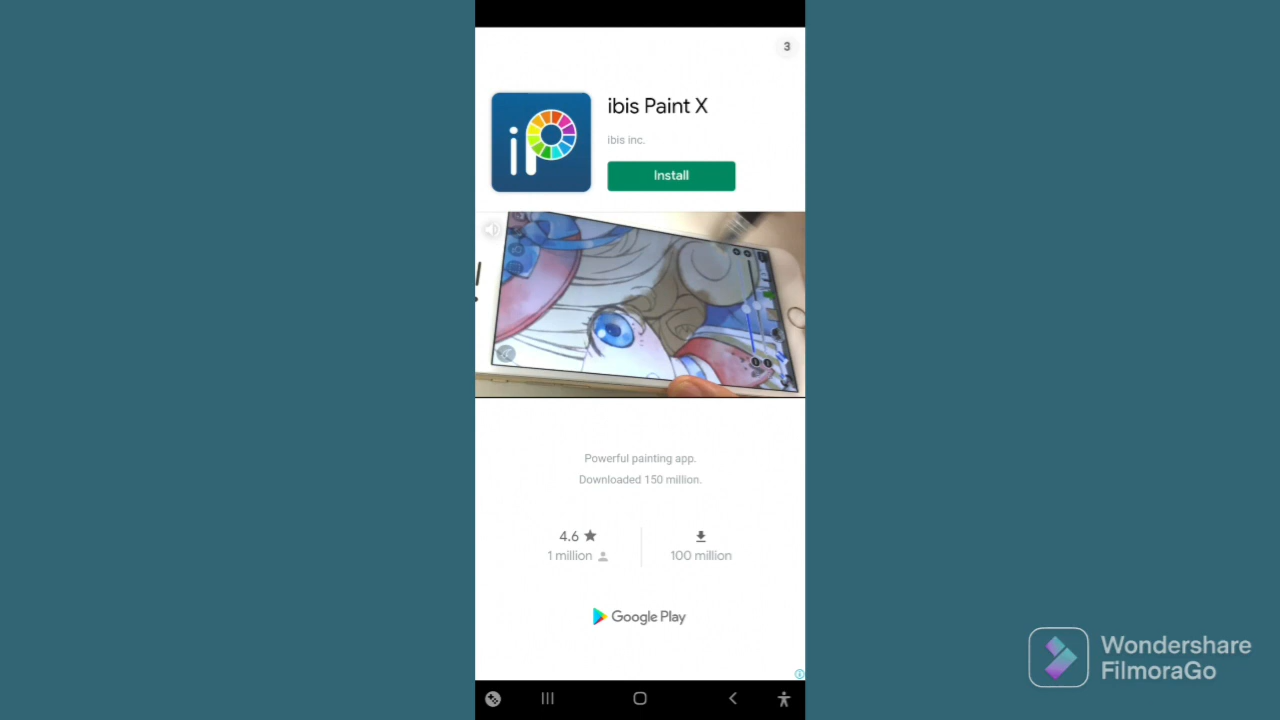 3
ibis Paint X
ibis inc.
Install
Powerful painting app.
Downloaded 150 million.
4.6
1 million
100 million
Google Play
Wondershare
FilmoraGo